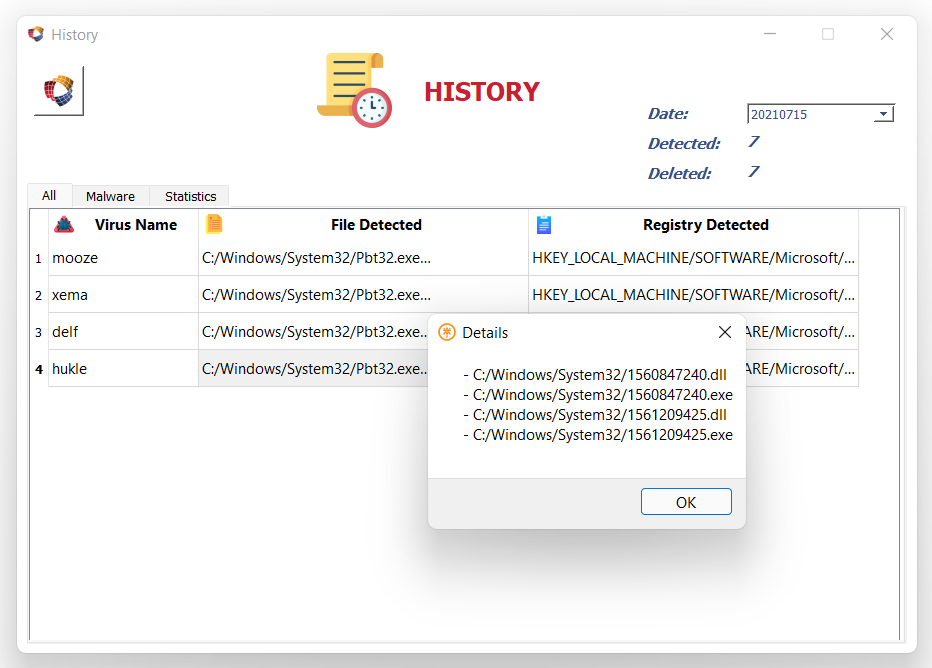 History
HISTORY
Date: 20210715
Detected: 7
Deleted: 7
All Malware Statistics
Virus Name File Detected Registry Detected
1 mooze C:/Windows/System32/Pbt32.exe... HKEY_LOCAL_MACHINE/SOFTWARE/Microsoft/...
2 xema C:/Windows/System32/Pbt32.exe... HKEY_LOCAL_MACHINE/SOFTWARE/Microsoft/...
3 delf C:/Windows/System32/Pbt32.exe... ARE/Microsoft/...
4 hukle C:/Windows/System32/Pbt32.exe... ARE/Microsoft/...
Details
- C:/Windows/System32/1560847240.dll
- C:/Windows/System32/1560847240.exe
- C:/Windows/System32/1561209425.dll
- C:/Windows/System32/1561209425.exe
OK